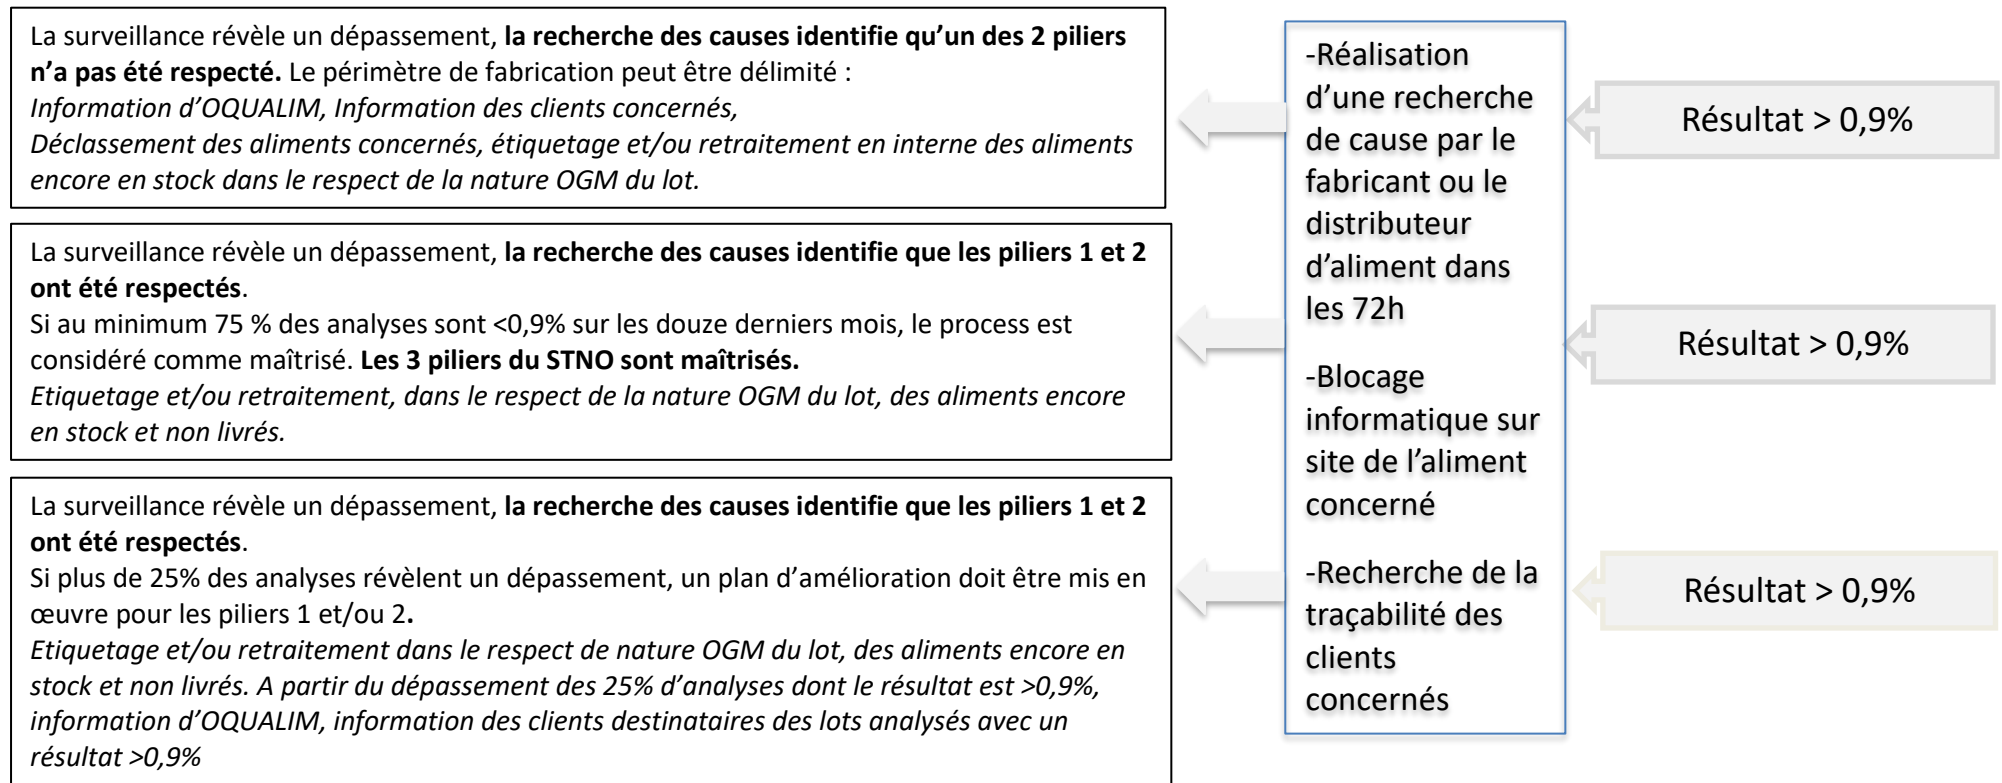 La surveillance révèle un dépassement, la recherche des causes identifie qu’un des 2 piliers
n’a pas été respecté. Le périmètre de fabrication peut être délimité :
Information d’OQUALIM, Information des clients concernés,
Déclassement des aliments concernés, étiquetage et/ou retraitement en interne des aliments
encore en stock dans le respect de la nature OGM du lot.
La surveillance révèle un dépassement, la recherche des causes identifie que les piliers 1 et 2
ont été respectés.
Si au minimum 75 % des analyses sont <0,9% sur les douze derniers mois, le process est
considéré comme maîtrisé. Les 3 piliers du STNO sont maîtrisés.
Etiquetage et/ou retraitement, dans le respect de la nature OGM du lot, des aliments encore
en stock et non livrés.
La surveillance révèle un dépassement, la recherche des causes identifie que les piliers 1 et 2
ont été respectés.
Si plus de 25% des analyses révèlent un dépassement, un plan d’amélioration doit être mis en
œuvre pour les piliers 1 et/ou 2.
Etiquetage et/ou retraitement dans le respect de nature OGM du lot, des aliments encore en
stock et non livrés. A partir du dépassement des 25% d’analyses dont le résultat est >0,9%,
information d’OQUALIM, information des clients destinataires des lots analysés avec un
résultat >0,9%
-Réalisation
d’une recherche
de cause par le
fabricant ou le
distributeur
d’aliment dans
les 72h
-Blocage
informatique sur
site de l’aliment
concerné
-Recherche de la
traçabilité des
clients
concernés
Résultat > 0,9%
Résultat > 0,9%
Résultat > 0,9%